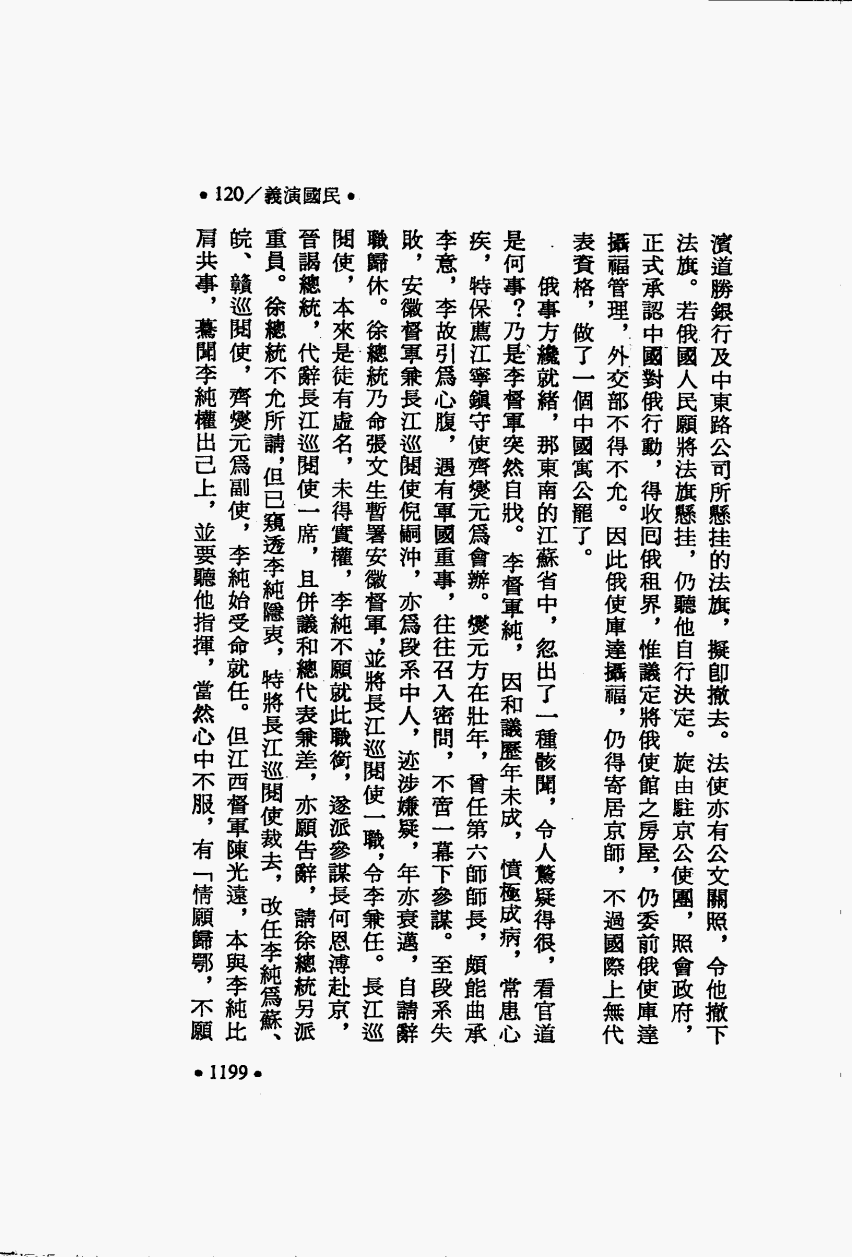 •120／義演國民•
濱道勝銀行及中東路公司所懸挂的法旗，擬卽撤去。法使亦有公文關照，令他撤下
法旗。若俄國人民願將法旗懸挂，仍聽他自行決定。旋由駐京公使團，照會政府，
正式承認中國對俄行動，得收囘俄租界，惟議定將俄使館之房屋，仍委前俄使庫達
攝福管理，外交部不得不允。因此俄使庫達攝福，仍得寄居京師，不過國際上無代
表資格，做了一個中國寓公罷了。
俄事方纔就緒，那東南的江蘇省中，忽出了一種駭聞，令人驚疑得很，看官道
是何事？乃是李督軍突然自戕。李督軍純，因和議歷年未成，憤極成病，常患心
疾，特保薦江寧鎭守使齊燮元爲會辦。燮元方在壯年，曾任第六師師長，頗能曲承
李意，李故引爲心腹，遇有軍國重事，往往召入密問，不啻一幕下參謀。至段系失
敗，安徽督軍兼長江巡閱使倪嗣沖，亦爲段系中人，迹涉嫌疑，年亦衰邁，自請辭
職歸休。徐總統乃命張文生暫署安徽督軍，並將長江巡閱使一職，令李兼任。長江巡
閱使，本來是徒有虛名，未得實權，李純不願就此職銜，遂派參謀長何恩溥赴京，
晉謁總統，代辭長江巡閱使一席，且併議和總代表兼差，亦願告辭，請徐總統另派
重員。徐總統不允所請，但已窺透李純隱衷，特將長江巡閱使裁去，改任李純爲蘇、
皖、贛巡閱使，齊燮元爲副使，李純始受命就任。但江西督軍陳光遠，本與李純比
肩共事，驀聞李純權出己上，並要聽他指揮，當然心中不服，有「情願歸鄂，不願
•1199•